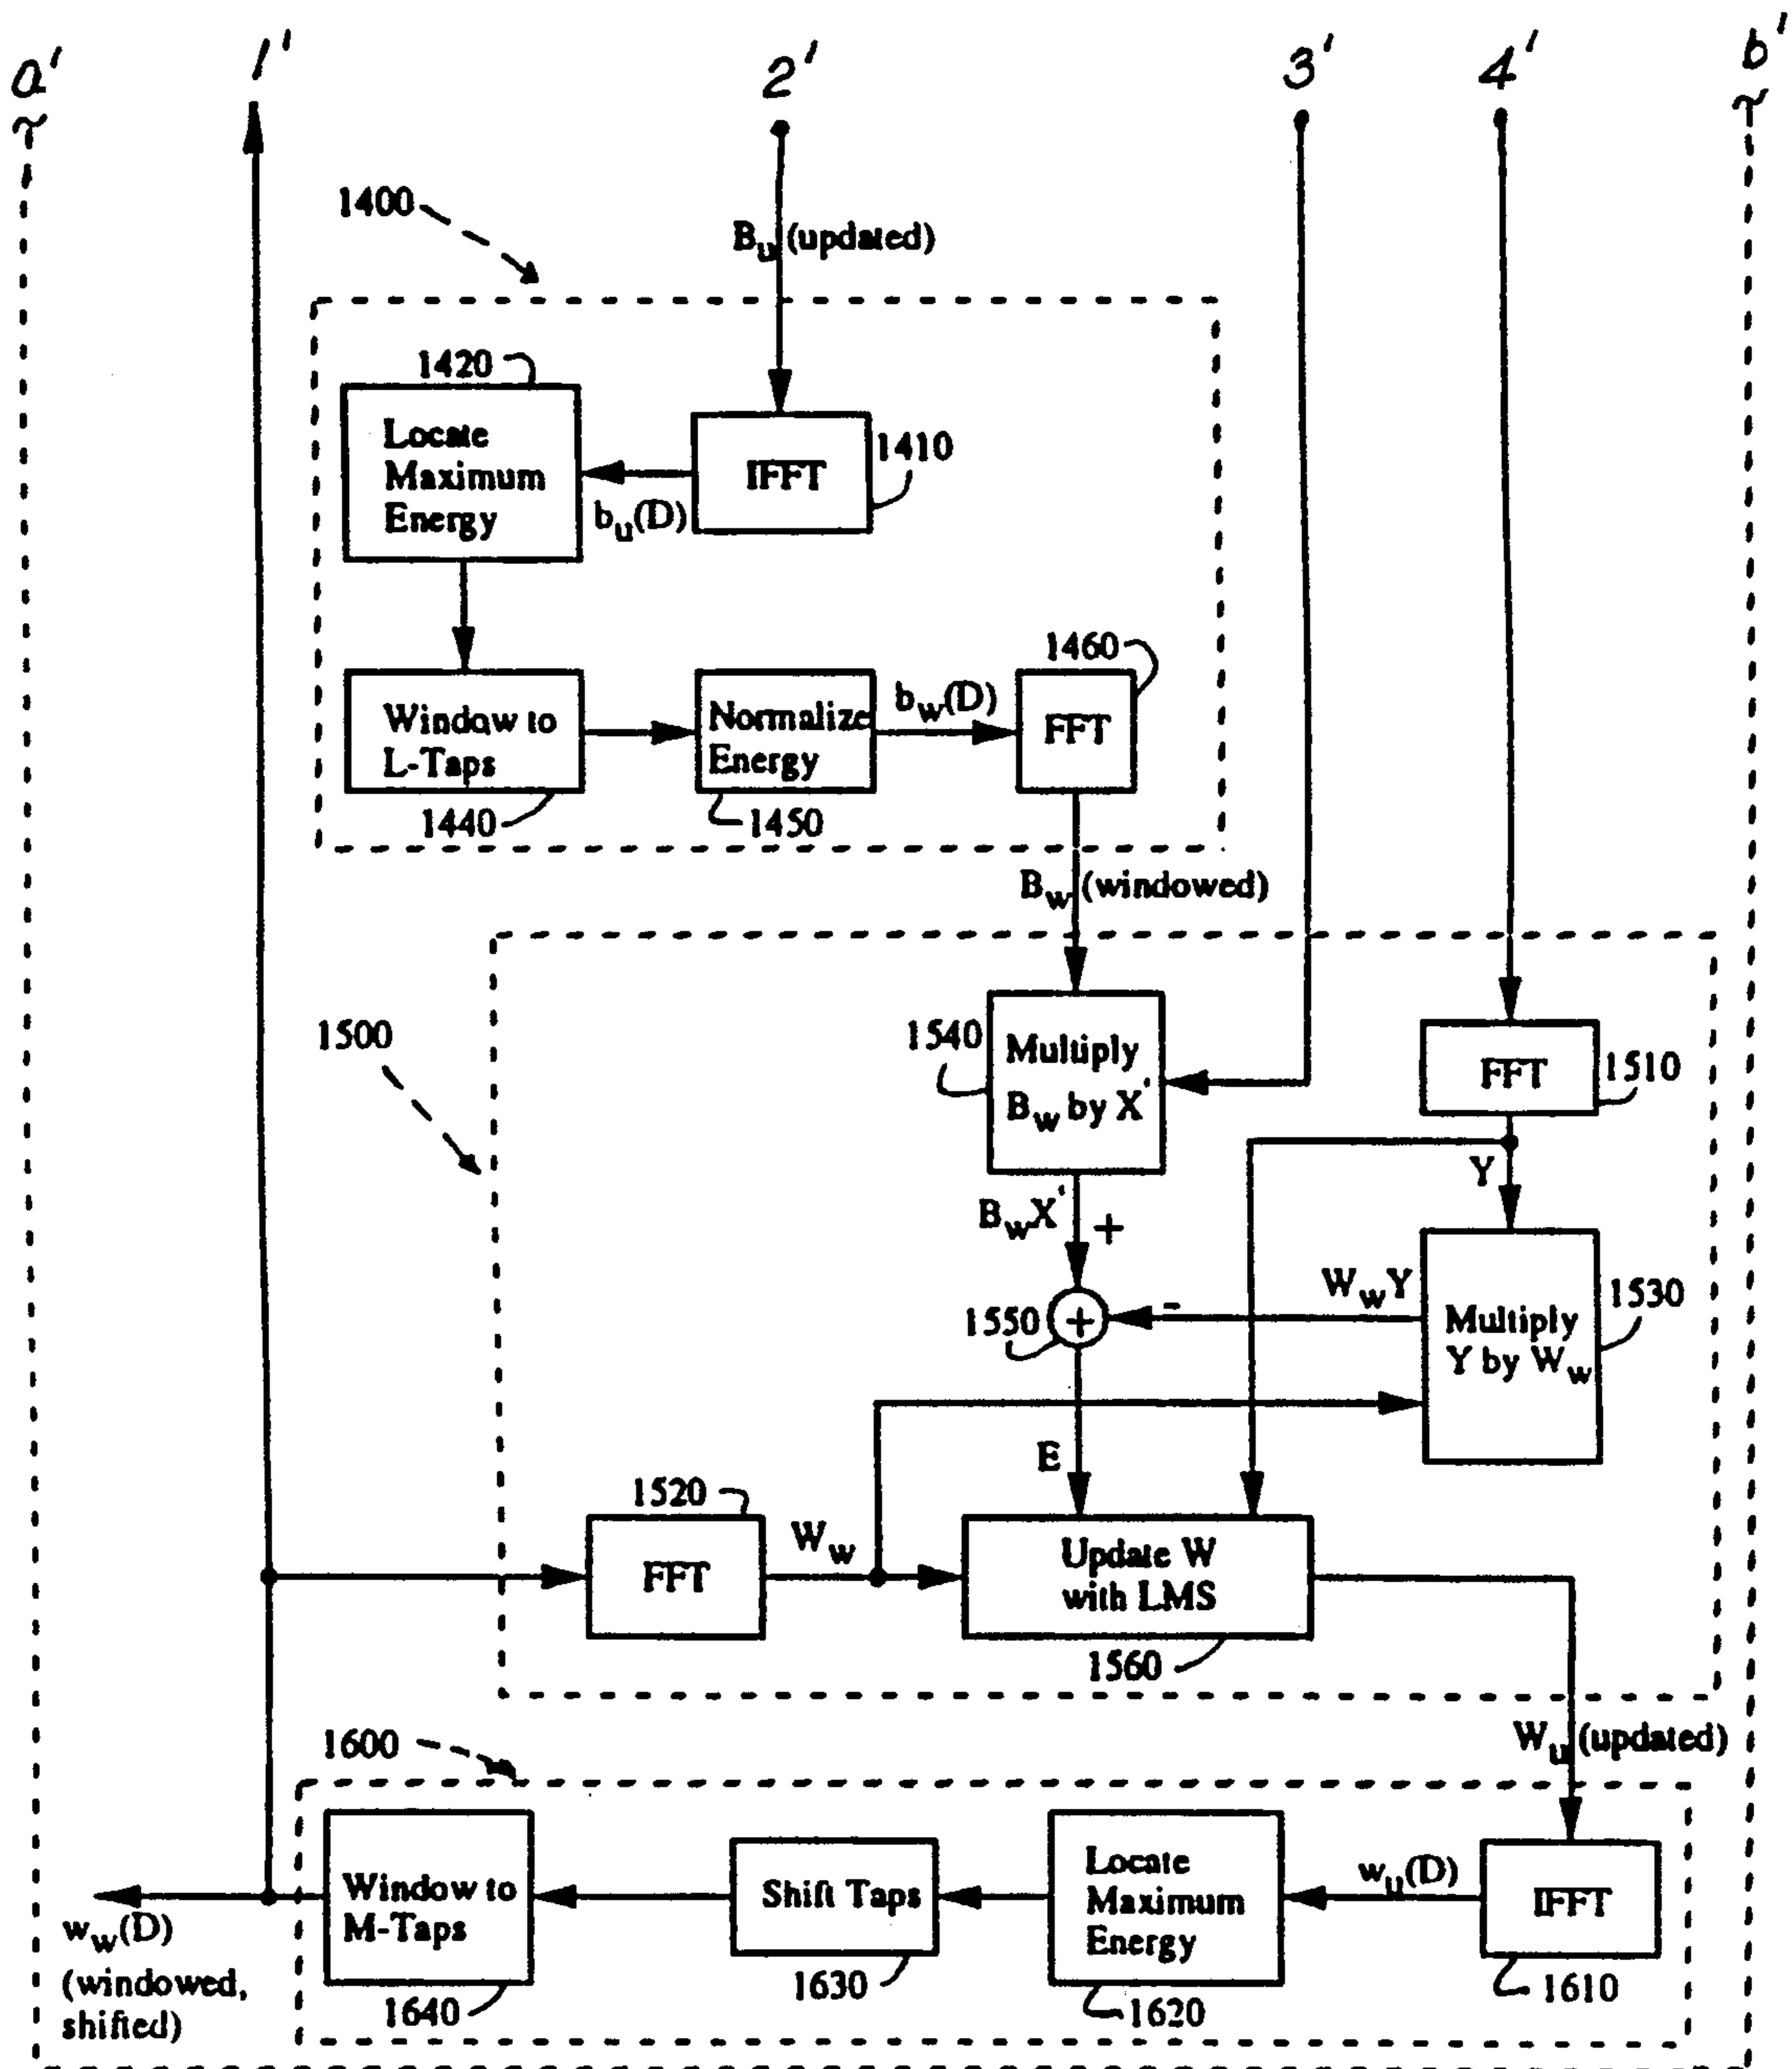 a'
1'
2'
3'
4'
b'
1400
B_u (updated)
1420
Locate
Maximum
Energy
IFFT
1410
b_u(D)
Window to
L-Taps
1440
Normalize
Energy
1450
b_w(D)
1460
FFT
B_w (windowed)
1500
1540
Multiply
B_w by X'
FFT
1510
Y
B_wX'
+
1550
+
-
W_wY
Multiply
Y by W_w
1530
E
1520
FFT
W_w
Update W
with LMS
1560
W_u (updated)
1600
Window to
M-Taps
1640
Shift Taps
1630
Locate
Maximum
Energy
1620
w_u(D)
IFFT
1610
w_w(D)
(windowed,
shifted)